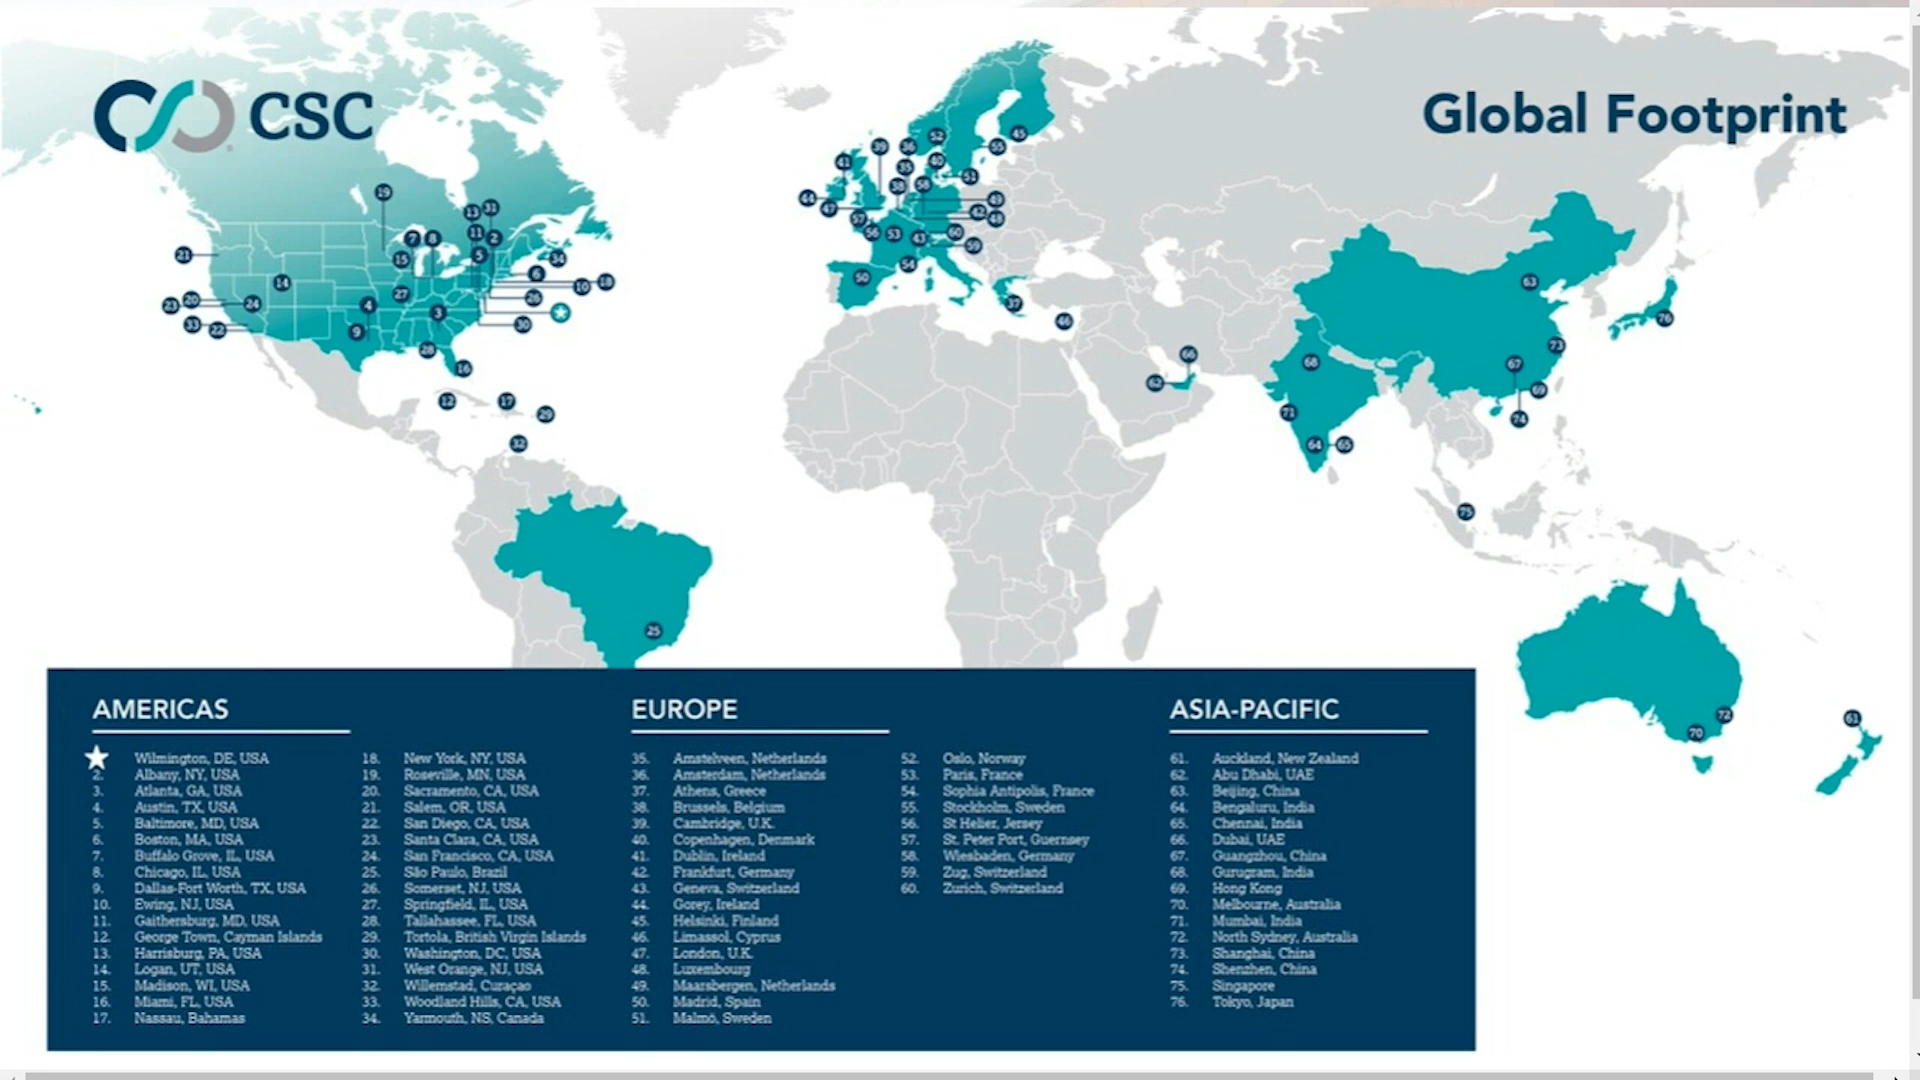 CSC
Global Footprint
AMERICAS
Wilmington, DE, USA
2. Albany, NY, USA
3. Atlanta, GA, USA
4. Austin, TX, USA
5. Baltimore, MD, USA
6. Boston, MA, USA
7. Buffalo Grove, IL, USA
8. Chicago, IL, USA
9. Dallas-Fort Worth, TX, USA
10. Ewing, NJ, USA
11. Gaithersburg, MD, USA
12. George Town, Cayman Islands
13. Harrisburg, PA, USA
14. Logan, UT, USA
15. Madison, WI, USA
16. Miami, FL, USA
17. Nassau, Bahamas
18. New York, NY, USA
19. Roseville, MN, USA
20. Sacramento, CA, USA
21. Salem, OR, USA
22. San Diego, CA, USA
23. Santa Clara, CA, USA
24. San Francisco, CA, USA
25. São Paulo, Brazil
26. Somerset, NJ, USA
27. Springfield, IL, USA
28. Tallahassee, FL, USA
29. Tortola, British Virgin Islands
30. Washington, DC, USA
31. West Orange, NJ, USA
32. Willemstad, Curaçao
33. Woodland Hills, CA, USA
34. Yarmouth, NS, Canada
EUROPE
35. Amstelveen, Netherlands
36. Amsterdam, Netherlands
37. Athens, Greece
38. Brussels, Belgium
39. Cambridge, U.K.
40. Copenhagen, Denmark
41. Dublin, Ireland
42. Frankfurt, Germany
43. Geneva, Switzerland
44. Gorey, Ireland
45. Helsinki, Finland
46. Limassol, Cyprus
47. London, U.K.
48. Luxembourg
49. Maarsbergen, Netherlands
50. Madrid, Spain
51. Malmö, Sweden
52. Oslo, Norway
53. Paris, France
54. Sophia Antipolis, France
55. Stockholm, Sweden
56. St Helier, Jersey
57. St. Peter Port, Guernsey
58. Wiesbaden, Germany
59. Zug, Switzerland
60. Zurich, Switzerland
ASIA-PACIFIC
61. Auckland, New Zealand
62. Abu Dhabi, UAE
63. Beijing, China
64. Bengaluru, India
65. Chennai, India
66. Dubai, UAE
67. Guangzhou, China
68. Gurugram, India
69. Hong Kong
70. Melbourne, Australia
71. Mumbai, India
72. North Sydney, Australia
73. Shanghai, China
74. Shenzhen, China
75. Singapore
76. Tokyo, Japan